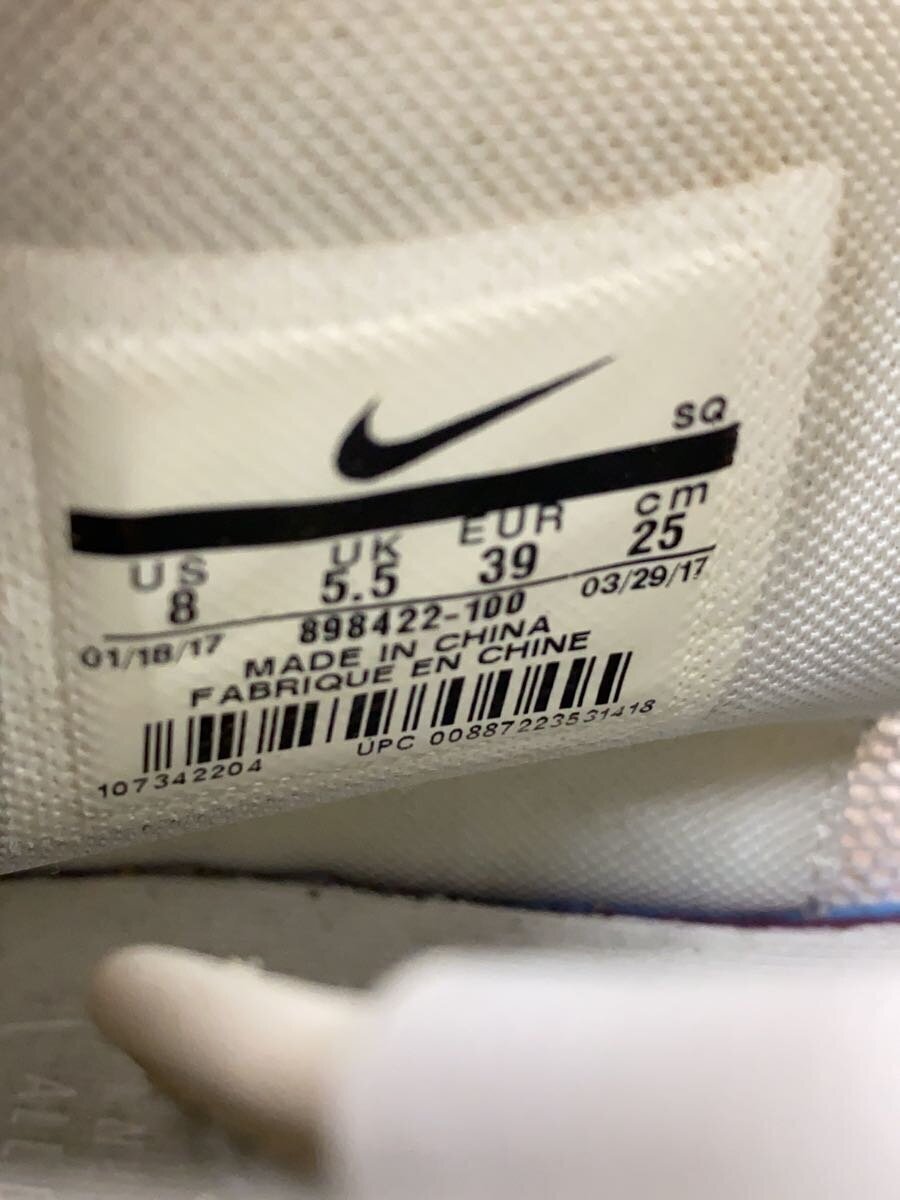 SQ
US UK EUR cm
8 5.5 39 25
01/18/17 898422-100 03/29/17
MADE IN CHINA
FABRIQUE EN CHINE
107342204 UPC 00887223531418